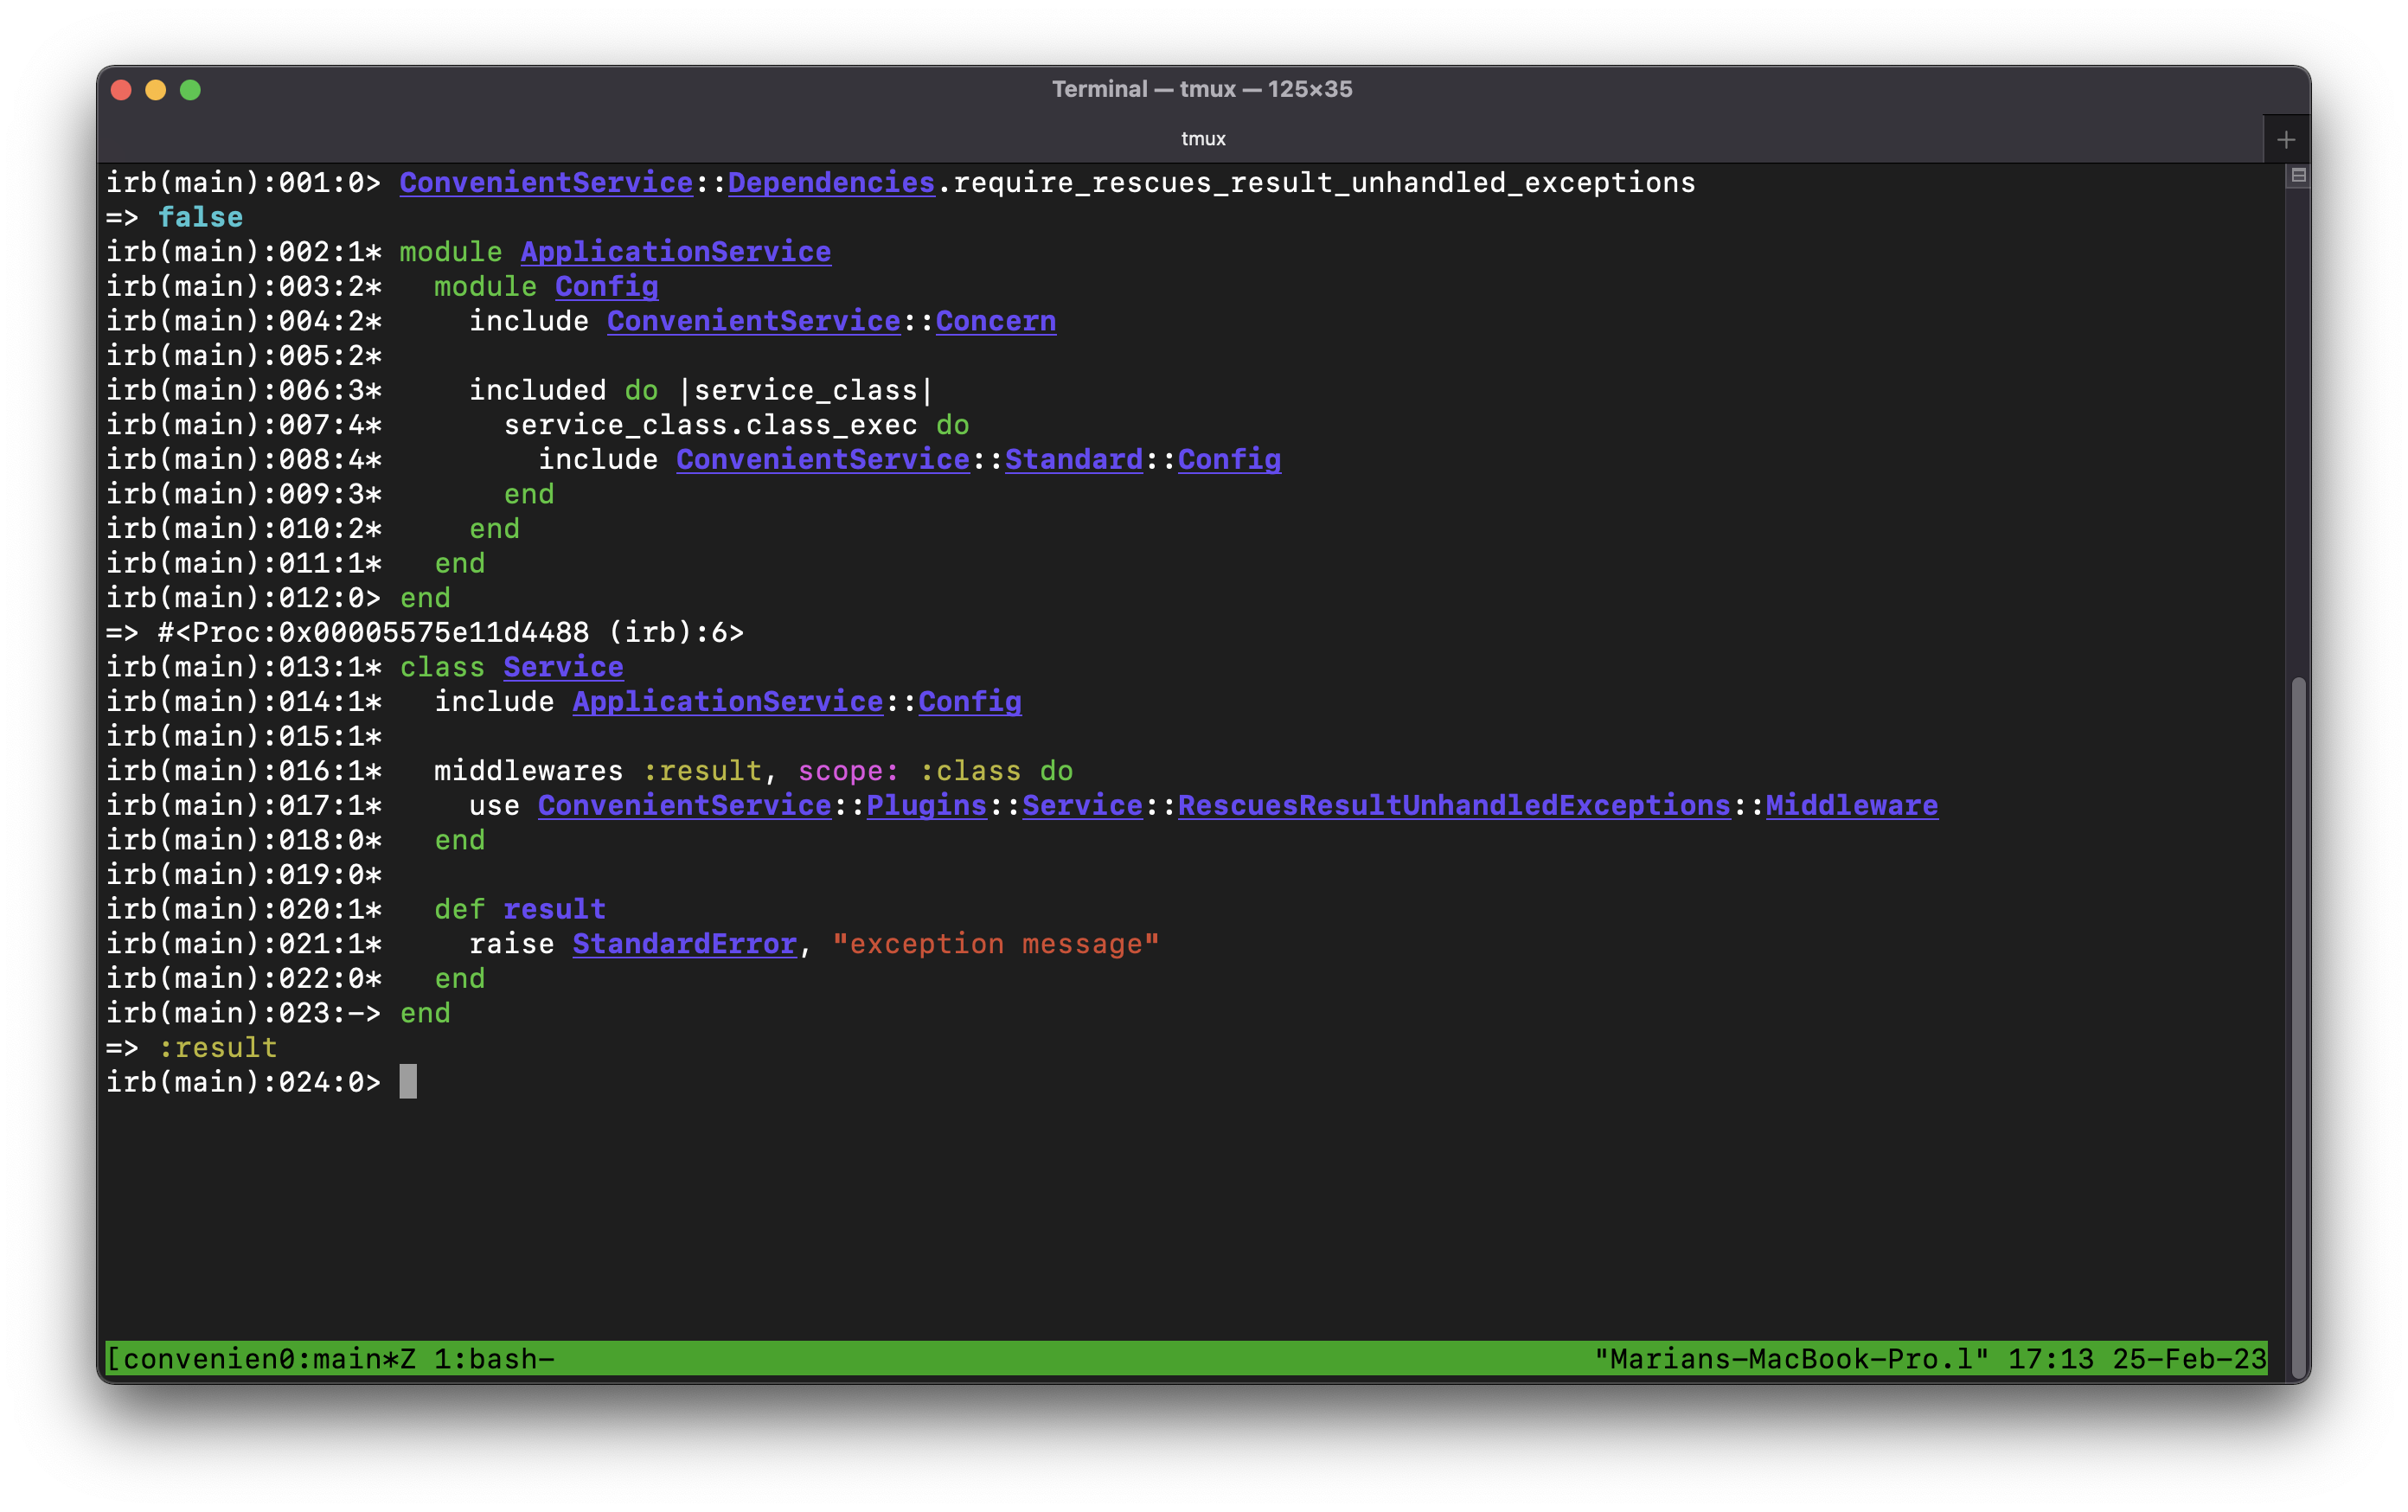 Terminal — tmux — 125×35
tmux
irb(main):001:0> ConvenientService::Dependencies.require_rescues_result_unhandled_exceptions
=> false
irb(main):002:1* module ApplicationService
irb(main):003:2*   module Config
irb(main):004:2*     include ConvenientService::Concern
irb(main):005:2*
irb(main):006:3*     included do |service_class|
irb(main):007:4*       service_class.class_exec do
irb(main):008:4*         include ConvenientService::Standard::Config
irb(main):009:3*       end
irb(main):010:2*     end
irb(main):011:1*   end
irb(main):012:0> end
=> #<Proc:0x00005575e11d4488 (irb):6>
irb(main):013:1* class Service
irb(main):014:1*   include ApplicationService::Config
irb(main):015:1*
irb(main):016:1*   middlewares :result, scope: :class do
irb(main):017:1*     use ConvenientService::Plugins::Service::RescuesResultUnhandledExceptions::Middleware
irb(main):018:0*   end
irb(main):019:0*
irb(main):020:1*   def result
irb(main):021:1*     raise StandardError, "exception message"
irb(main):022:0*   end
irb(main):023:-> end
=> :result
irb(main):024:0>
[convenien0:main*Z 1:bash- "Marians-MacBook-Pro.l" 17:13 25-Feb-23